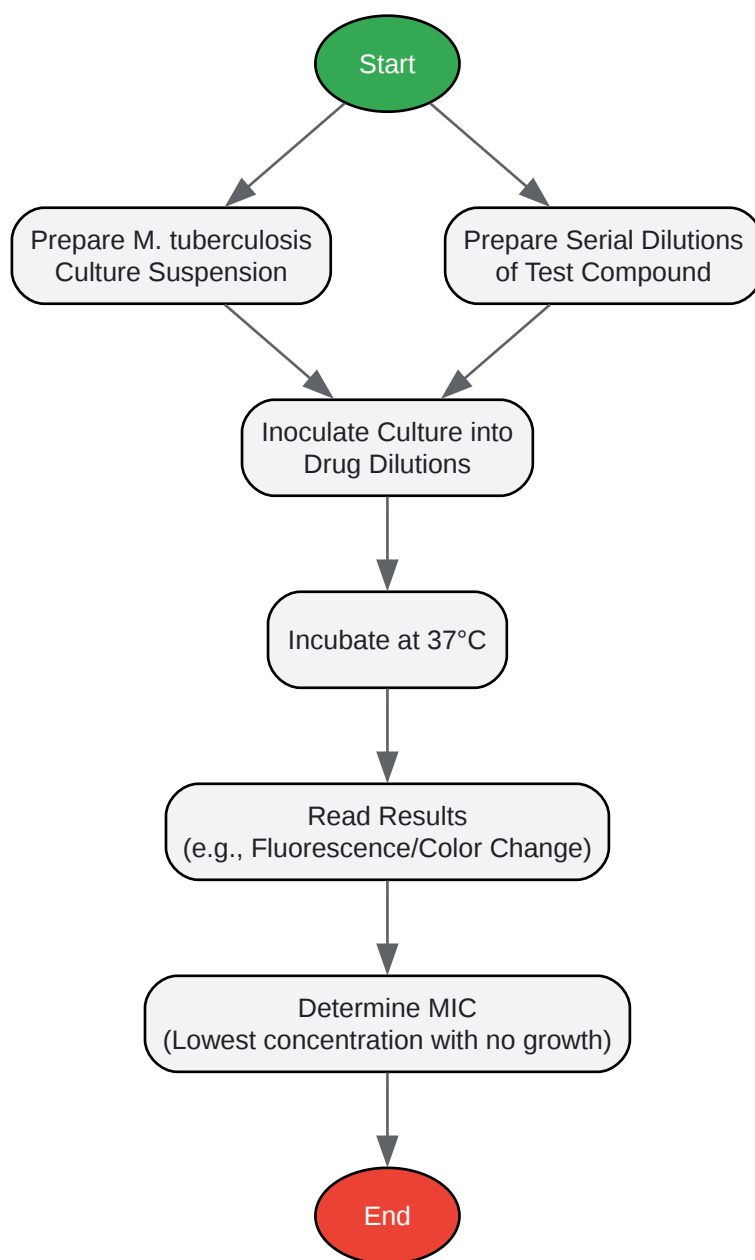 Start
Prepare M. tuberculosis
Culture Suspension
Prepare Serial Dilutions
of Test Compound
Inoculate Culture into
Drug Dilutions
Incubate at 37°C
Read Results
(e.g., Fluorescence/Color Change)
Determine MIC
(Lowest concentration with no growth)
End